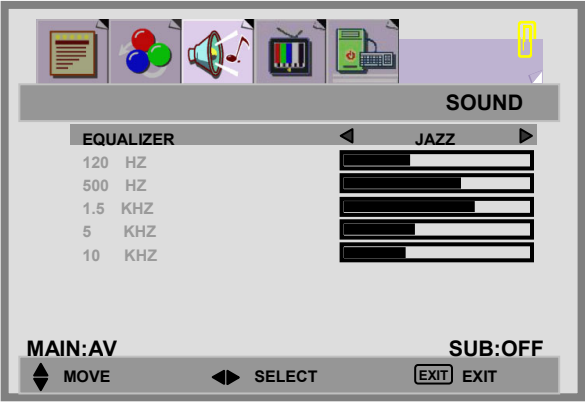 SOUND
EQUALIZER JAZZ
120 HZ
500 HZ
1.5 KHZ
5 KHZ
10 KHZ
MAIN:AV SUB:OFF
MOVE SELECT EXIT EXIT